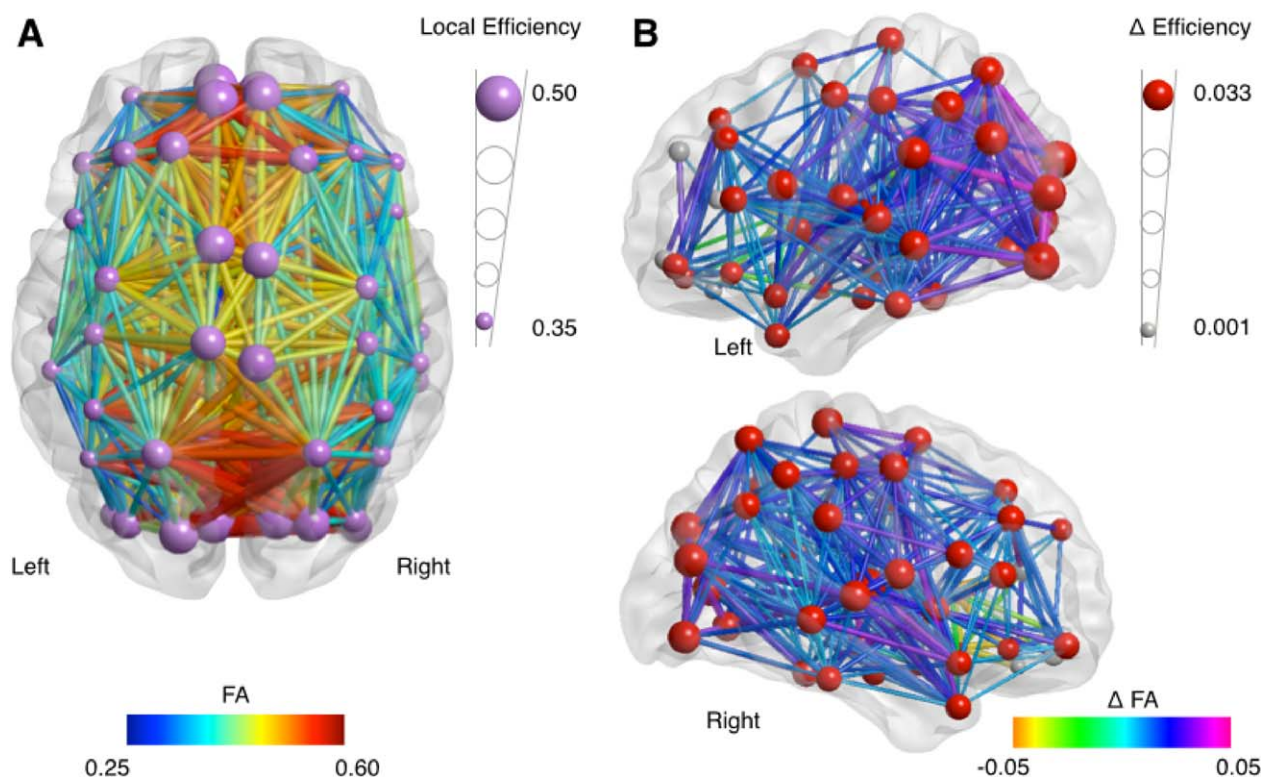 A
Local Efficiency
0.50
0.35
Left
Right
FA
0.25
0.60
B
Δ Efficiency
0.033
0.001
Left
Right
Δ FA
-0.05
0.05